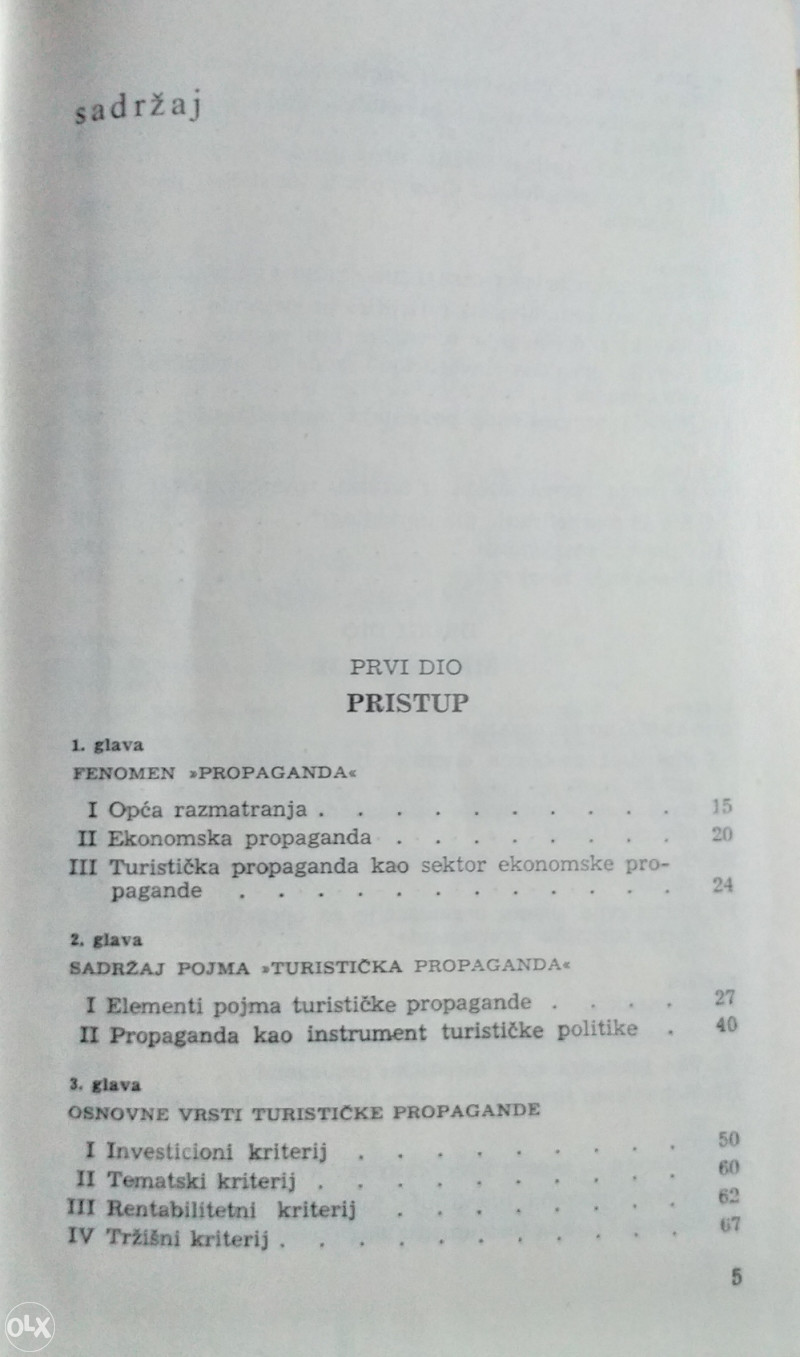 sadržaj
PRVI DIO
PRISTUP
1. glava
FENOMEN »PROPAGANDA«
I Opća razmatranja . . . . . . . . . . 15
II Ekonomska propaganda . . . . . . . . 20
III Turistička propaganda kao sektor ekonomske pro-
pagande . . . . . . . . . . . . 24
2. glava
SADRŽAJ POJMA »TURISTIČKA PROPAGANDA«
I Elementi pojma turističke propagande . . . . 27
II Propaganda kao instrument turističke politike . 40
3. glava
OSNOVNE VRSTI TURISTIČKE PROPAGANDE
I Investicioni kriterij . . . . . . . . . 50
II Tematski kriterij . . . . . . . . . . 60
III Rentabilitetni kriterij . . . . . . . . 62
IV Tržišni kriterij . . . . . . . . . . . 67
5
OLX